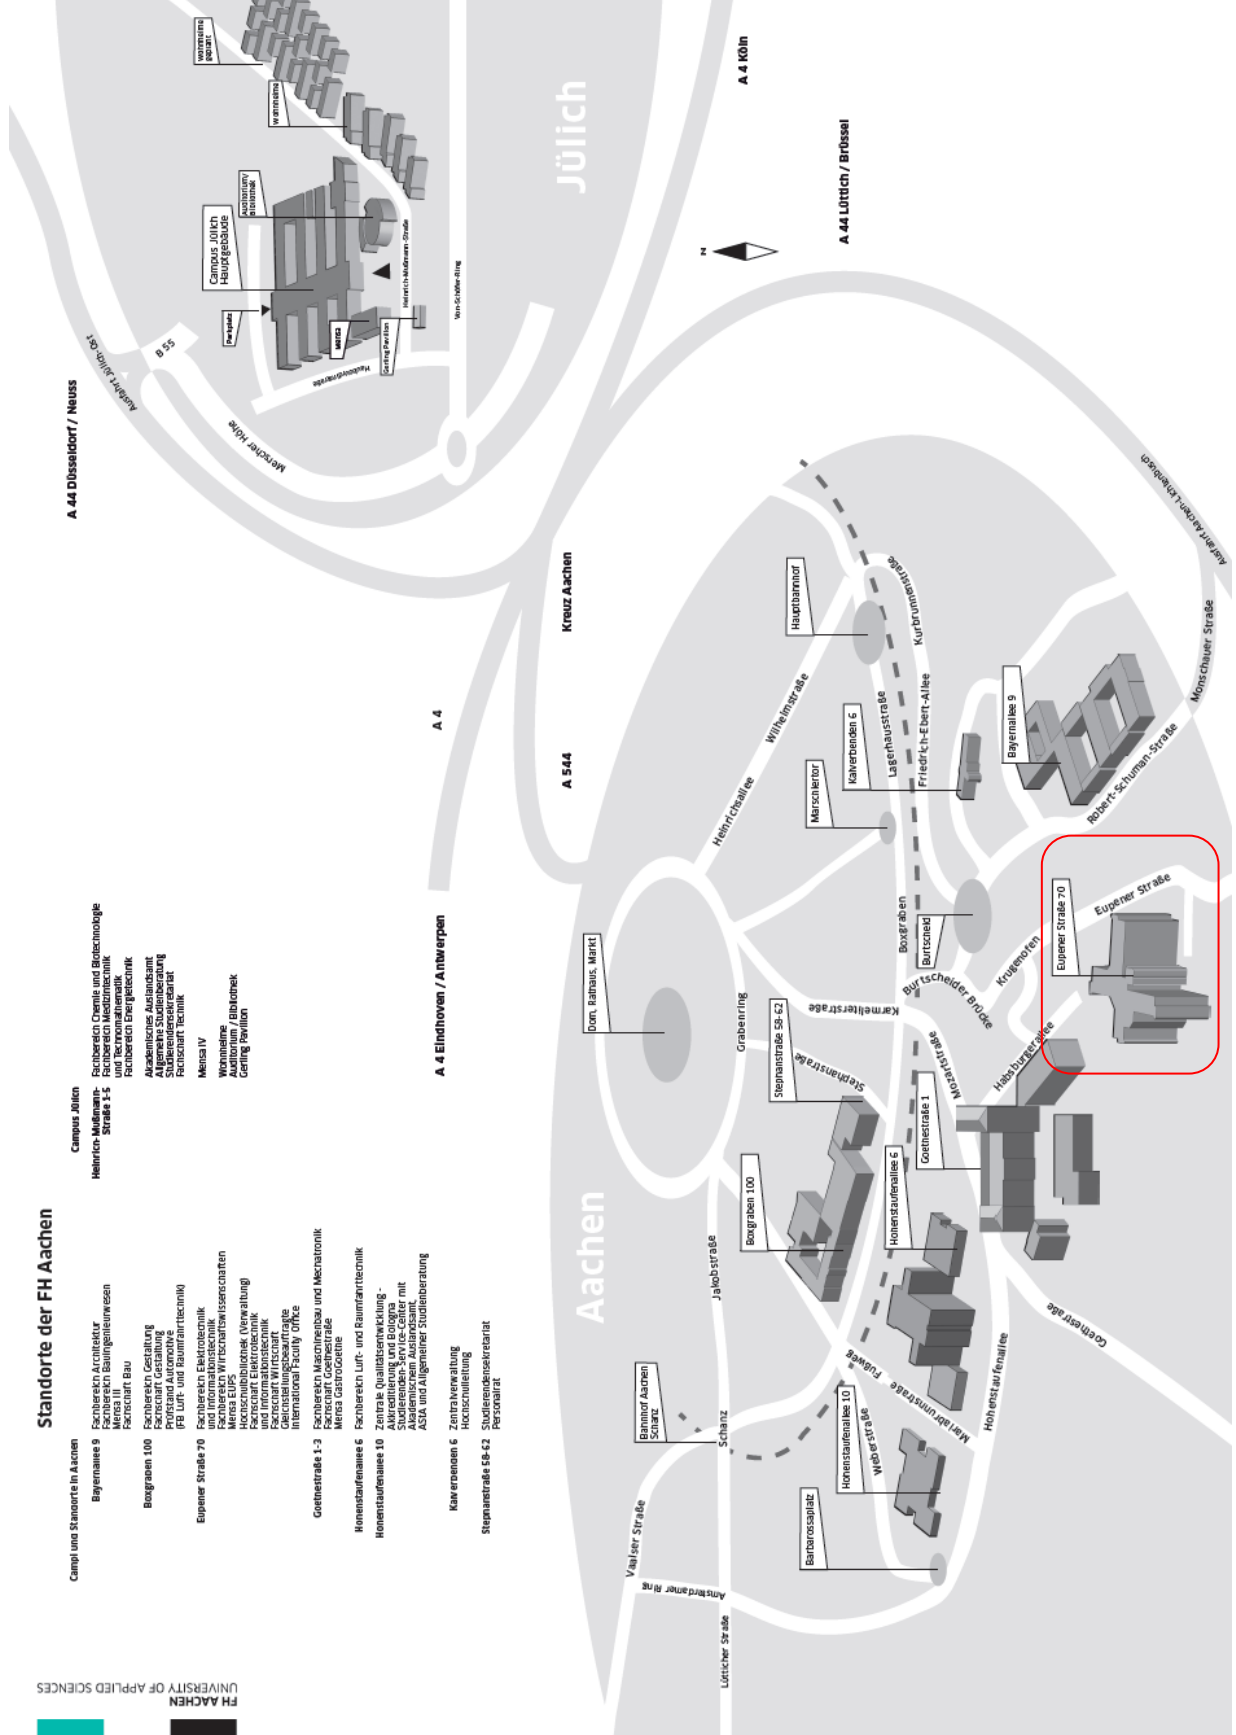 FH AACHEN
UNIVERSITY OF APPLIED SCIENCES
Standorte der FH Aachen
Campi und Standorte in Aachen
Bayernallee 9
Fachbereich Architektur
Fachbereich Bauingenieurwesen
Mensa III
Fachschaft Bau
Boxgraben 100
Fachbereich Gestaltung
Fachschaft Gestaltung
Prüfstand Automotive
(FB Luft- und Raumfahrttechnik)
Eupener Straße 70
Fachbereich Elektrotechnik
und Informationstechnik
Fachbereich Wirtschaftswissenschaften
Mensa EUPS
Hochschulbibliothek (Verwaltung)
Fachschaft Elektrotechnik
und Informationstechnik
Fachschaft Wirtschaft
Gleichstellungsbeauftragte
International Faculty Office
Goethestraße 1-3
Fachbereich Maschinenbau und Mechatronik
Fachschaft Goethestraße
Mensa GastroGoethe
Hohenstaufenallee 6
Fachbereich Luft- und Raumfahrttechnik
Hohenstaufenallee 10
Zentrale Qualitätsentwicklung -
Akkreditierung und Bologna
Studierenden-Service-Center mit
Akademischem Auslandsamt,
AStA und Allgemeiner Studienberatung
Kalverbenden 6
Zentralverwaltung
Hochschulleitung
Stephanstraße 58-62
Studierendensekretariat
Personalrat
Campus Jülich
Heinrich-Mußmann-
Straße 1-5
Fachbereich Chemie und Biotechnologie
Fachbereich Medizintechnik
und Technomathematik
Fachbereich Energietechnik
Akademisches Auslandsamt
Allgemeine Studienberatung
Studierendensekretariat
Fachschaft Technik
Mensa IV
Wohnheime
Auditorium / Bibliothek
Gerling Pavillon
A 44 Düsseldorf / Neuss
Ausfahrt Jülich-Ost
B 55
Merscher Höhe
Haubourdinstraße
Parkplatz
Campus Jülich
Hauptgebäude
Auditorium/
Bibliothek
Wohnheime
Wohnheime
geplant
Mensa
Gerling Pavillon
Heinrich-Mußmann-Straße
Von-Schöfer-Ring
Jülich
A 4 Köln
A 44 Lüttich / Brüssel
N
A 4 Eindhoven / Antwerpen
A 4
Kreuz Aachen
A 544
Aachen
Dom, Rathaus, Markt
Bahnhof Aachen
Schanz
Vaalser Straße
Amsterdamer Ring
Lütticher Straße
Schanz
Jakobstraße
Grabenring
Heinrichsallee
Wilhelmstraße
Hauptbahnhof
Boxgraben 100
Stephanstraße 58-62
Stephanstraße
Karmeliterstraße
Marschiertor
Kalverbenden 6
Lagerhausstraße
Kurbrunnenstraße
Friedrich-Ebert-Allee
Boxgraben
Burtscheid
Burtscheider
Brücke
Mozartstraße
Goethestraße 1
Hohenstaufenallee 6
Fußweg
Mariabrunnstraße
Weberstraße
Hohenstaufenallee 10
Barbarossaplatz
Hohenstaufenallee
Goethestraße
Habsburgerallee
Krugenofen
Eupener Straße 70
Eupener Straße
Bayernallee 9
Robert-Schuman-Straße
Monschauer Straße
Ausfahrt Aachen-Lichtenbusch